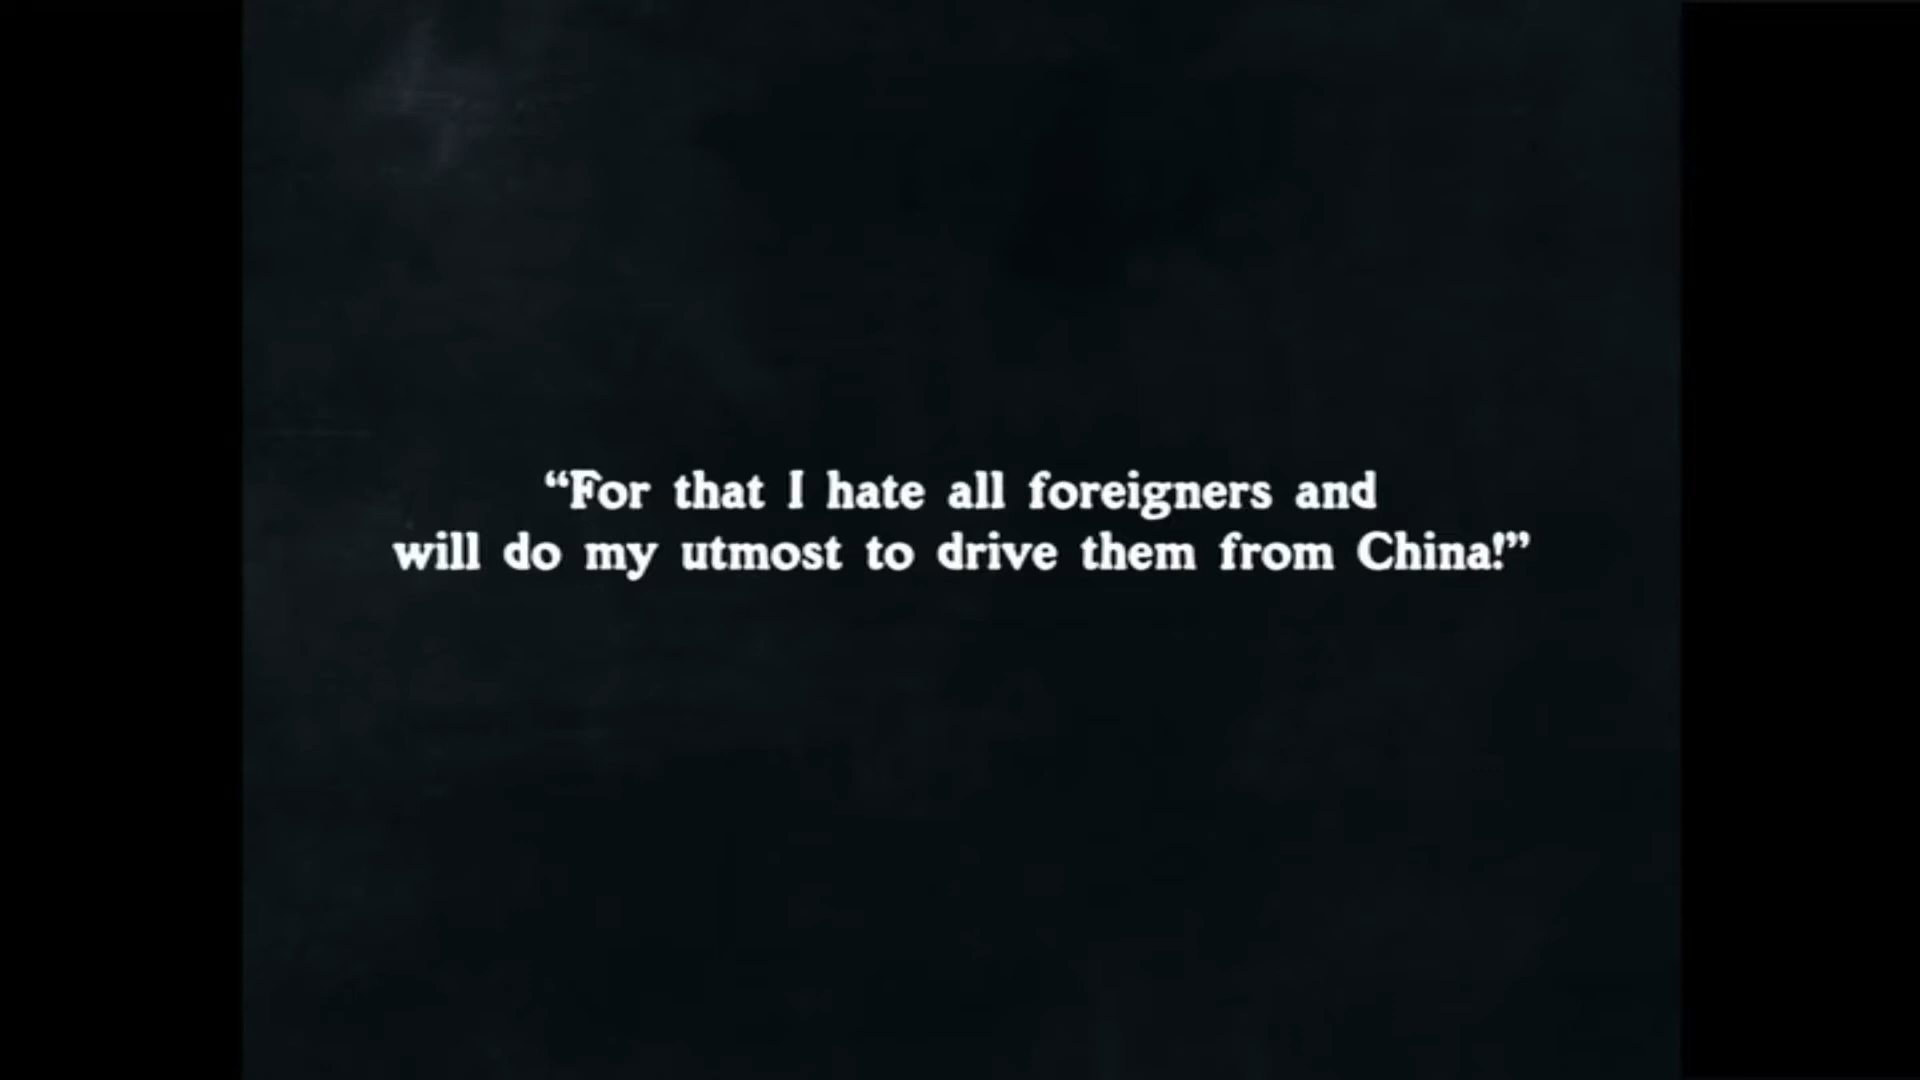 “For that I hate all foreigners and
will do my utmost to drive them from China!”